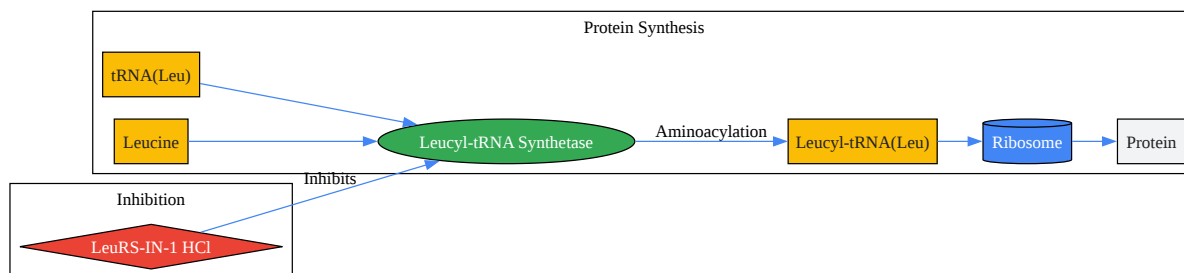 Protein Synthesis
tRNA(Leu)
Leucine
Leucyl-tRNA Synthetase
Aminoacylation
Leucyl-tRNA(Leu)
Ribosome
Protein
Inhibits
Inhibition
LeuRS-IN-1 HCl